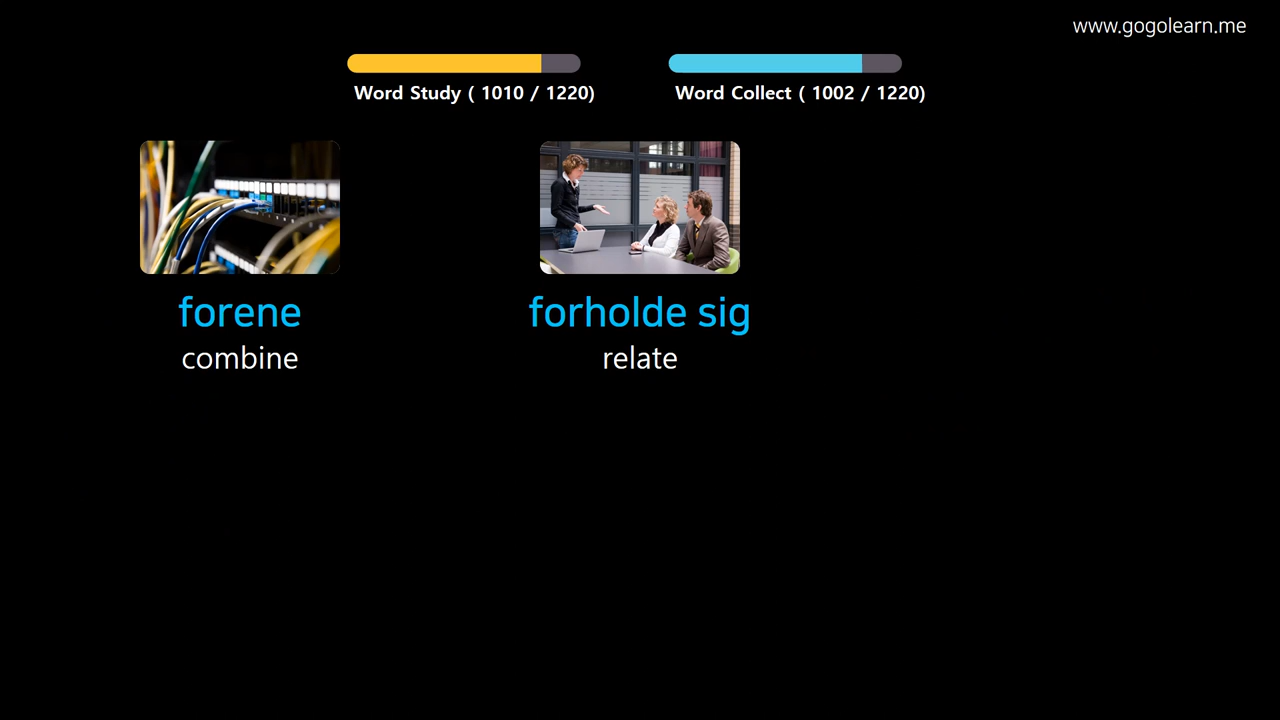 www.gogolearn.me
Word Study ( 1010 / 1220)
Word Collect ( 1002 / 1220)
forene
combine
forholde sig
relate